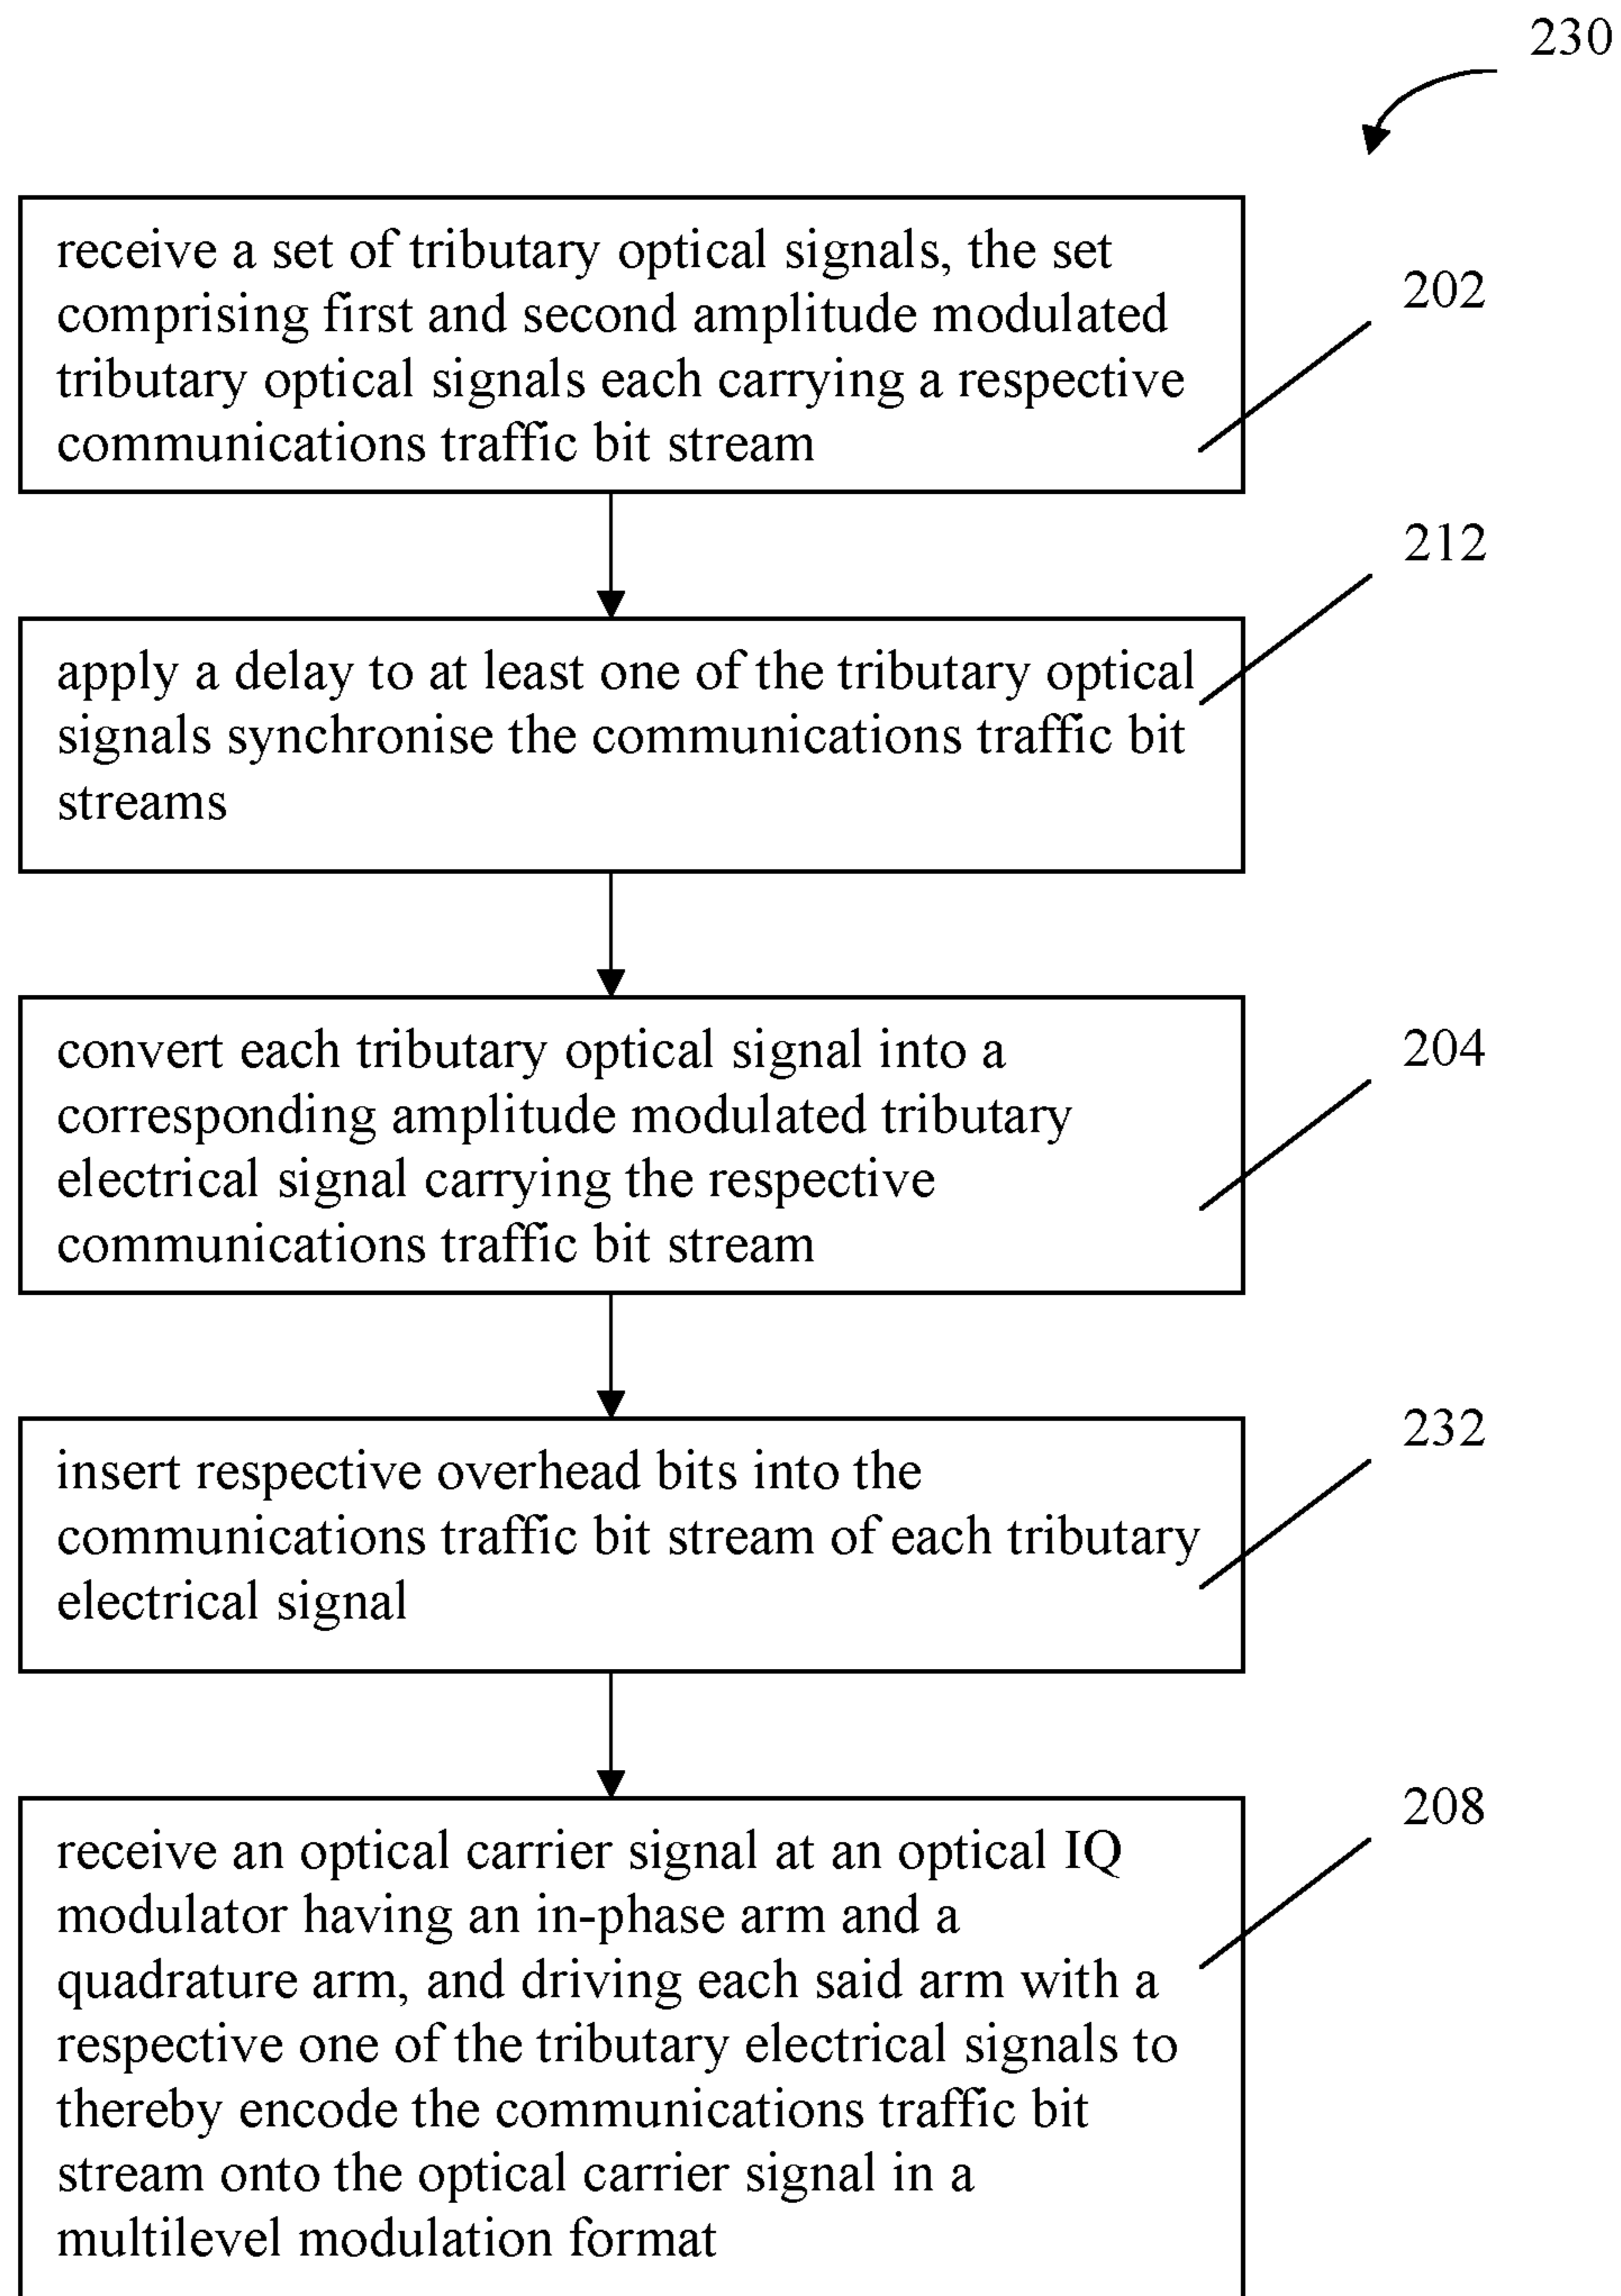 230
receive a set of tributary optical signals, the set
comprising first and second amplitude modulated
tributary optical signals each carrying a respective
communications traffic bit stream
202
apply a delay to at least one of the tributary optical
signals synchronise the communications traffic bit
streams
212
convert each tributary optical signal into a
corresponding amplitude modulated tributary
electrical signal carrying the respective
communications traffic bit stream
204
insert respective overhead bits into the
communications traffic bit stream of each tributary
electrical signal
232
receive an optical carrier signal at an optical IQ
modulator having an in-phase arm and a
quadrature arm, and driving each said arm with a
respective one of the tributary electrical signals to
thereby encode the communications traffic bit
stream onto the optical carrier signal in a
multilevel modulation format
208